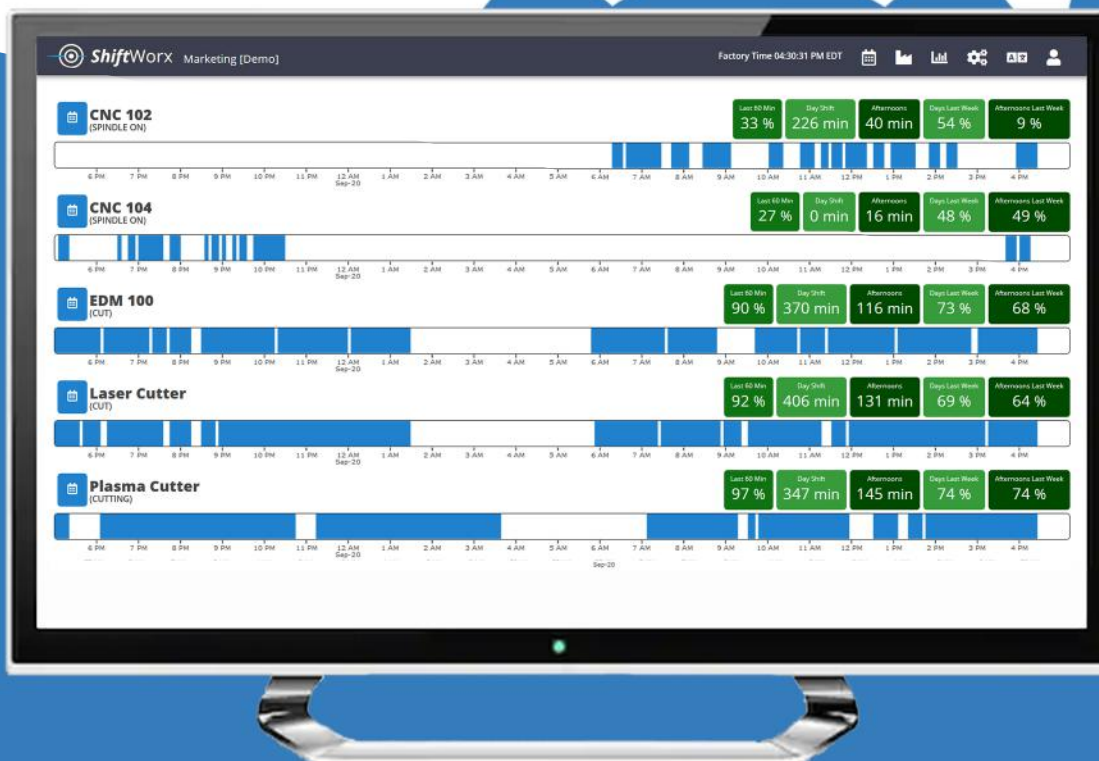 ShiftWorx Marketing [Demo]
Factory Time 04:30:31 PM EDT
CNC 102
(SPINDLE ON)
Last 60 Min Day Shift Afternoons Days Last Week Afternoons Last Week
33 % 226 min 40 min 54 % 9 %
6 PM 7 PM 8 PM 9 PM 10 PM 11 PM 12 AM 1 AM 2 AM 3 AM 4 AM 5 AM 6 AM 7 AM 8 AM 9 AM 10 AM 11 AM 12 PM 1 PM 2 PM 3 PM 4 PM
Sep-20
CNC 104
(SPINDLE ON)
Last 60 Min Day Shift Afternoons Days Last Week Afternoons Last Week
27 % 0 min 16 min 48 % 49 %
6 PM 7 PM 8 PM 9 PM 10 PM 11 PM 12 AM 1 AM 2 AM 3 AM 4 AM 5 AM 6 AM 7 AM 8 AM 9 AM 10 AM 11 AM 12 PM 1 PM 2 PM 3 PM 4 PM
Sep-20
EDM 100
(CUT)
Last 60 Min Day Shift Afternoons Days Last Week Afternoons Last Week
90 % 370 min 116 min 73 % 68 %
6 PM 7 PM 8 PM 9 PM 10 PM 11 PM 12 AM 1 AM 2 AM 3 AM 4 AM 5 AM 6 AM 7 AM 8 AM 9 AM 10 AM 11 AM 12 PM 1 PM 2 PM 3 PM 4 PM
Sep-20
Laser Cutter
(CUT)
Last 60 Min Day Shift Afternoons Days Last Week Afternoons Last Week
92 % 406 min 131 min 69 % 64 %
6 PM 7 PM 8 PM 9 PM 10 PM 11 PM 12 AM 1 AM 2 AM 3 AM 4 AM 5 AM 6 AM 7 AM 8 AM 9 AM 10 AM 11 AM 12 PM 1 PM 2 PM 3 PM 4 PM
Sep-20
Plasma Cutter
(CUTTING)
Last 60 Min Day Shift Afternoons Days Last Week Afternoons Last Week
97 % 347 min 145 min 74 % 74 %
6 PM 7 PM 8 PM 9 PM 10 PM 11 PM 12 AM 1 AM 2 AM 3 AM 4 AM 5 AM 6 AM 7 AM 8 AM 9 AM 10 AM 11 AM 12 PM 1 PM 2 PM 3 PM 4 PM
Sep-20
Sep-20